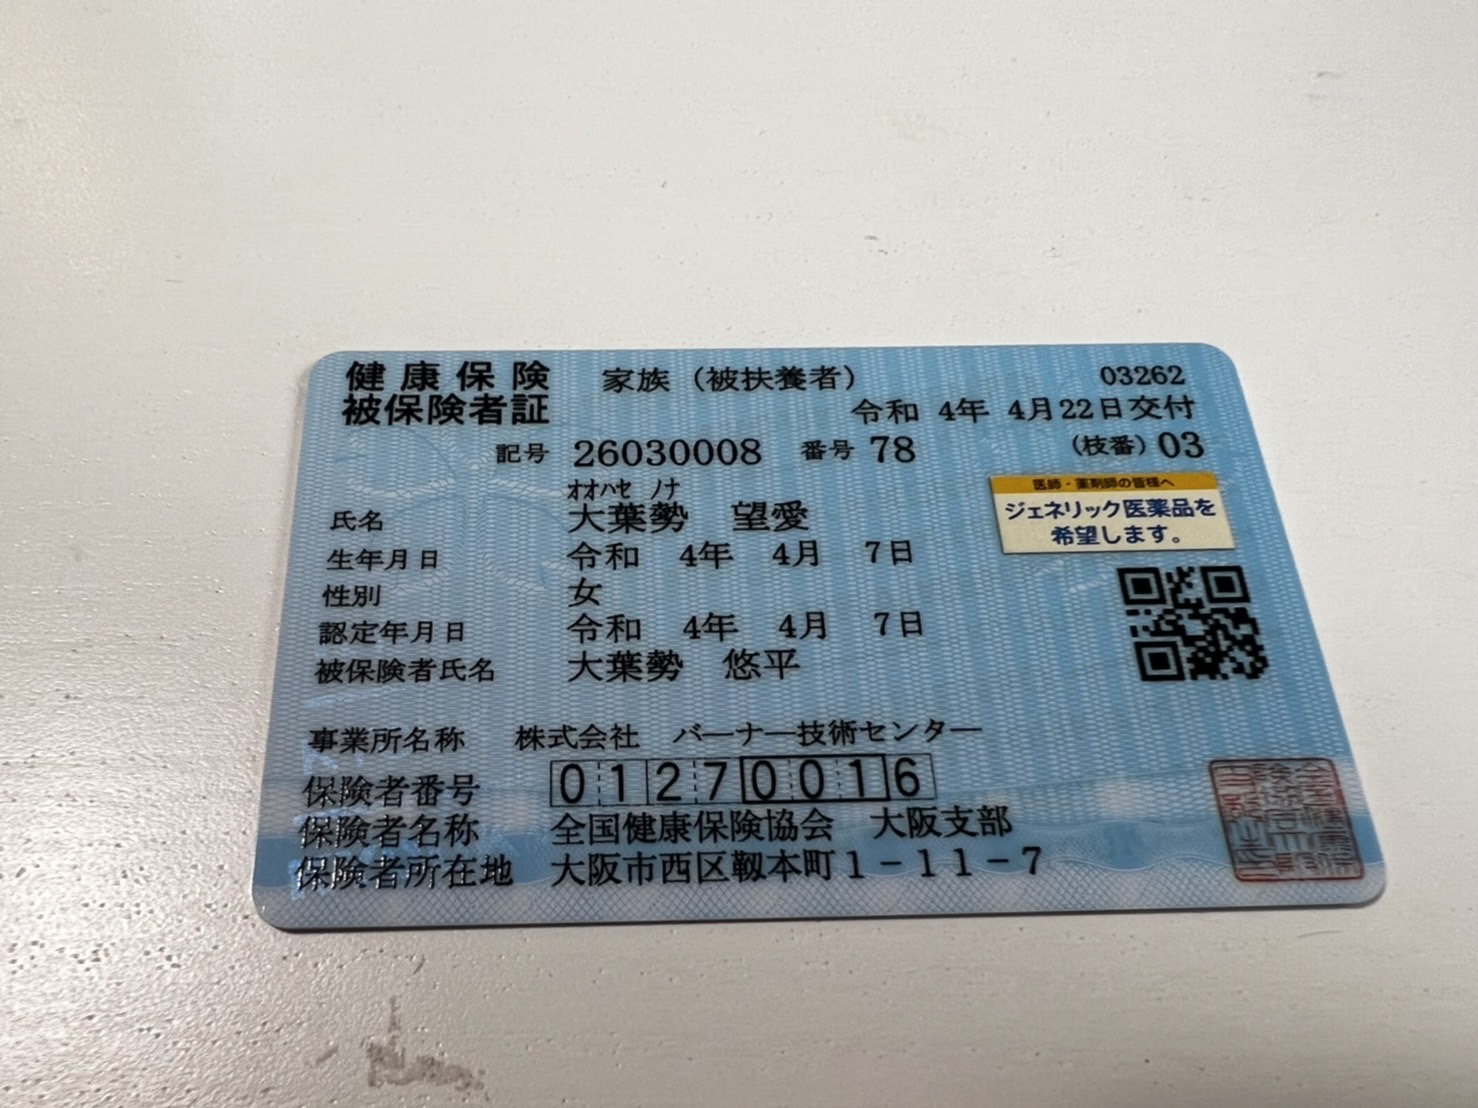 健康保険 家族（被扶養者） 03262
被保険者証 令和 4年 4月22日交付
記号 26030008 番号 78 （枝番）03
ｵｵﾊｾ ﾉﾅ
氏名 大葉勢 望愛
生年月日 令和 4年 4月 7日
性別 女
認定年月日 令和 4年 4月 7日
被保険者氏名 大葉勢 悠平
医師・薬剤師の皆様へ
ジェネリック医薬品を
希望します。
事業所名称 株式会社 バーナー技術センター
保険者番号 01270016
保険者名称 全国健康保険協会 大阪支部
保険者所在地 大阪市西区靱本町1－11－7